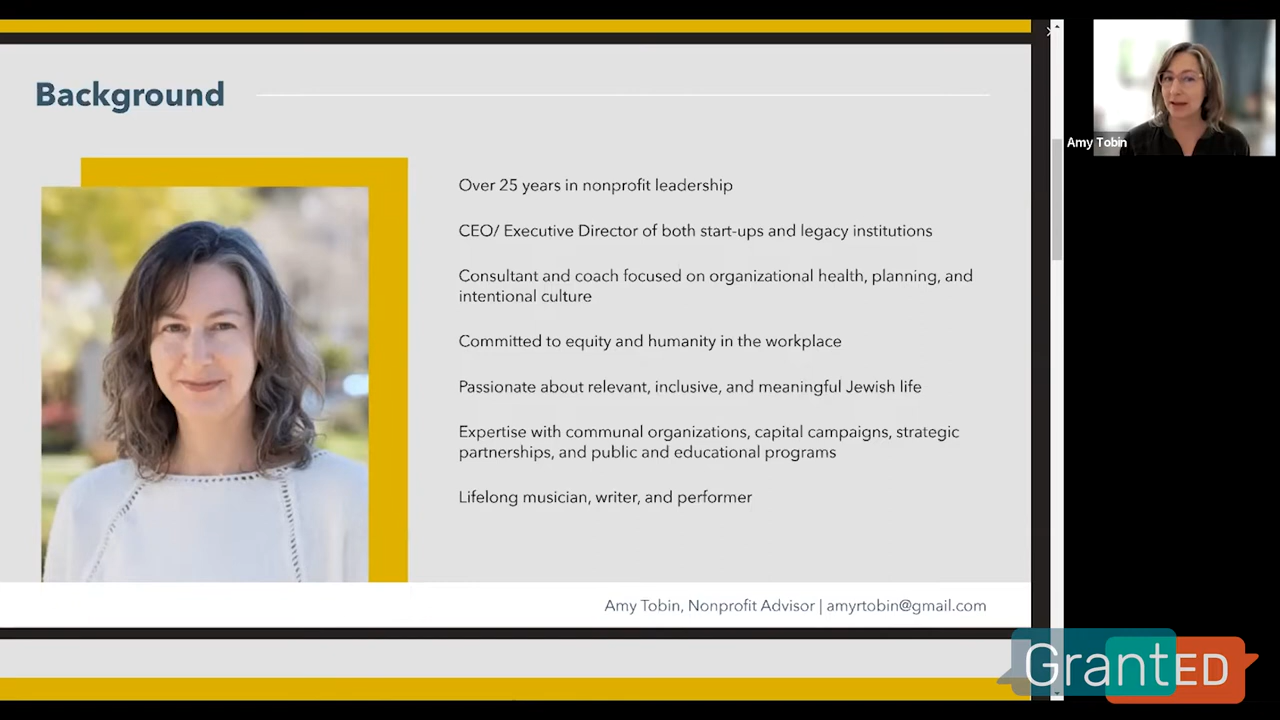 Background
Over 25 years in nonprofit leadership
CEO/ Executive Director of both start-ups and legacy institutions
Consultant and coach focused on organizational health, planning, and
intentional culture
Committed to equity and humanity in the workplace
Passionate about relevant, inclusive, and meaningful Jewish life
Expertise with communal organizations, capital campaigns, strategic
partnerships, and public and educational programs
Lifelong musician, writer, and performer
Amy Tobin, Nonprofit Advisor | amyrtobin@gmail.com
Amy Tobin
GrantED